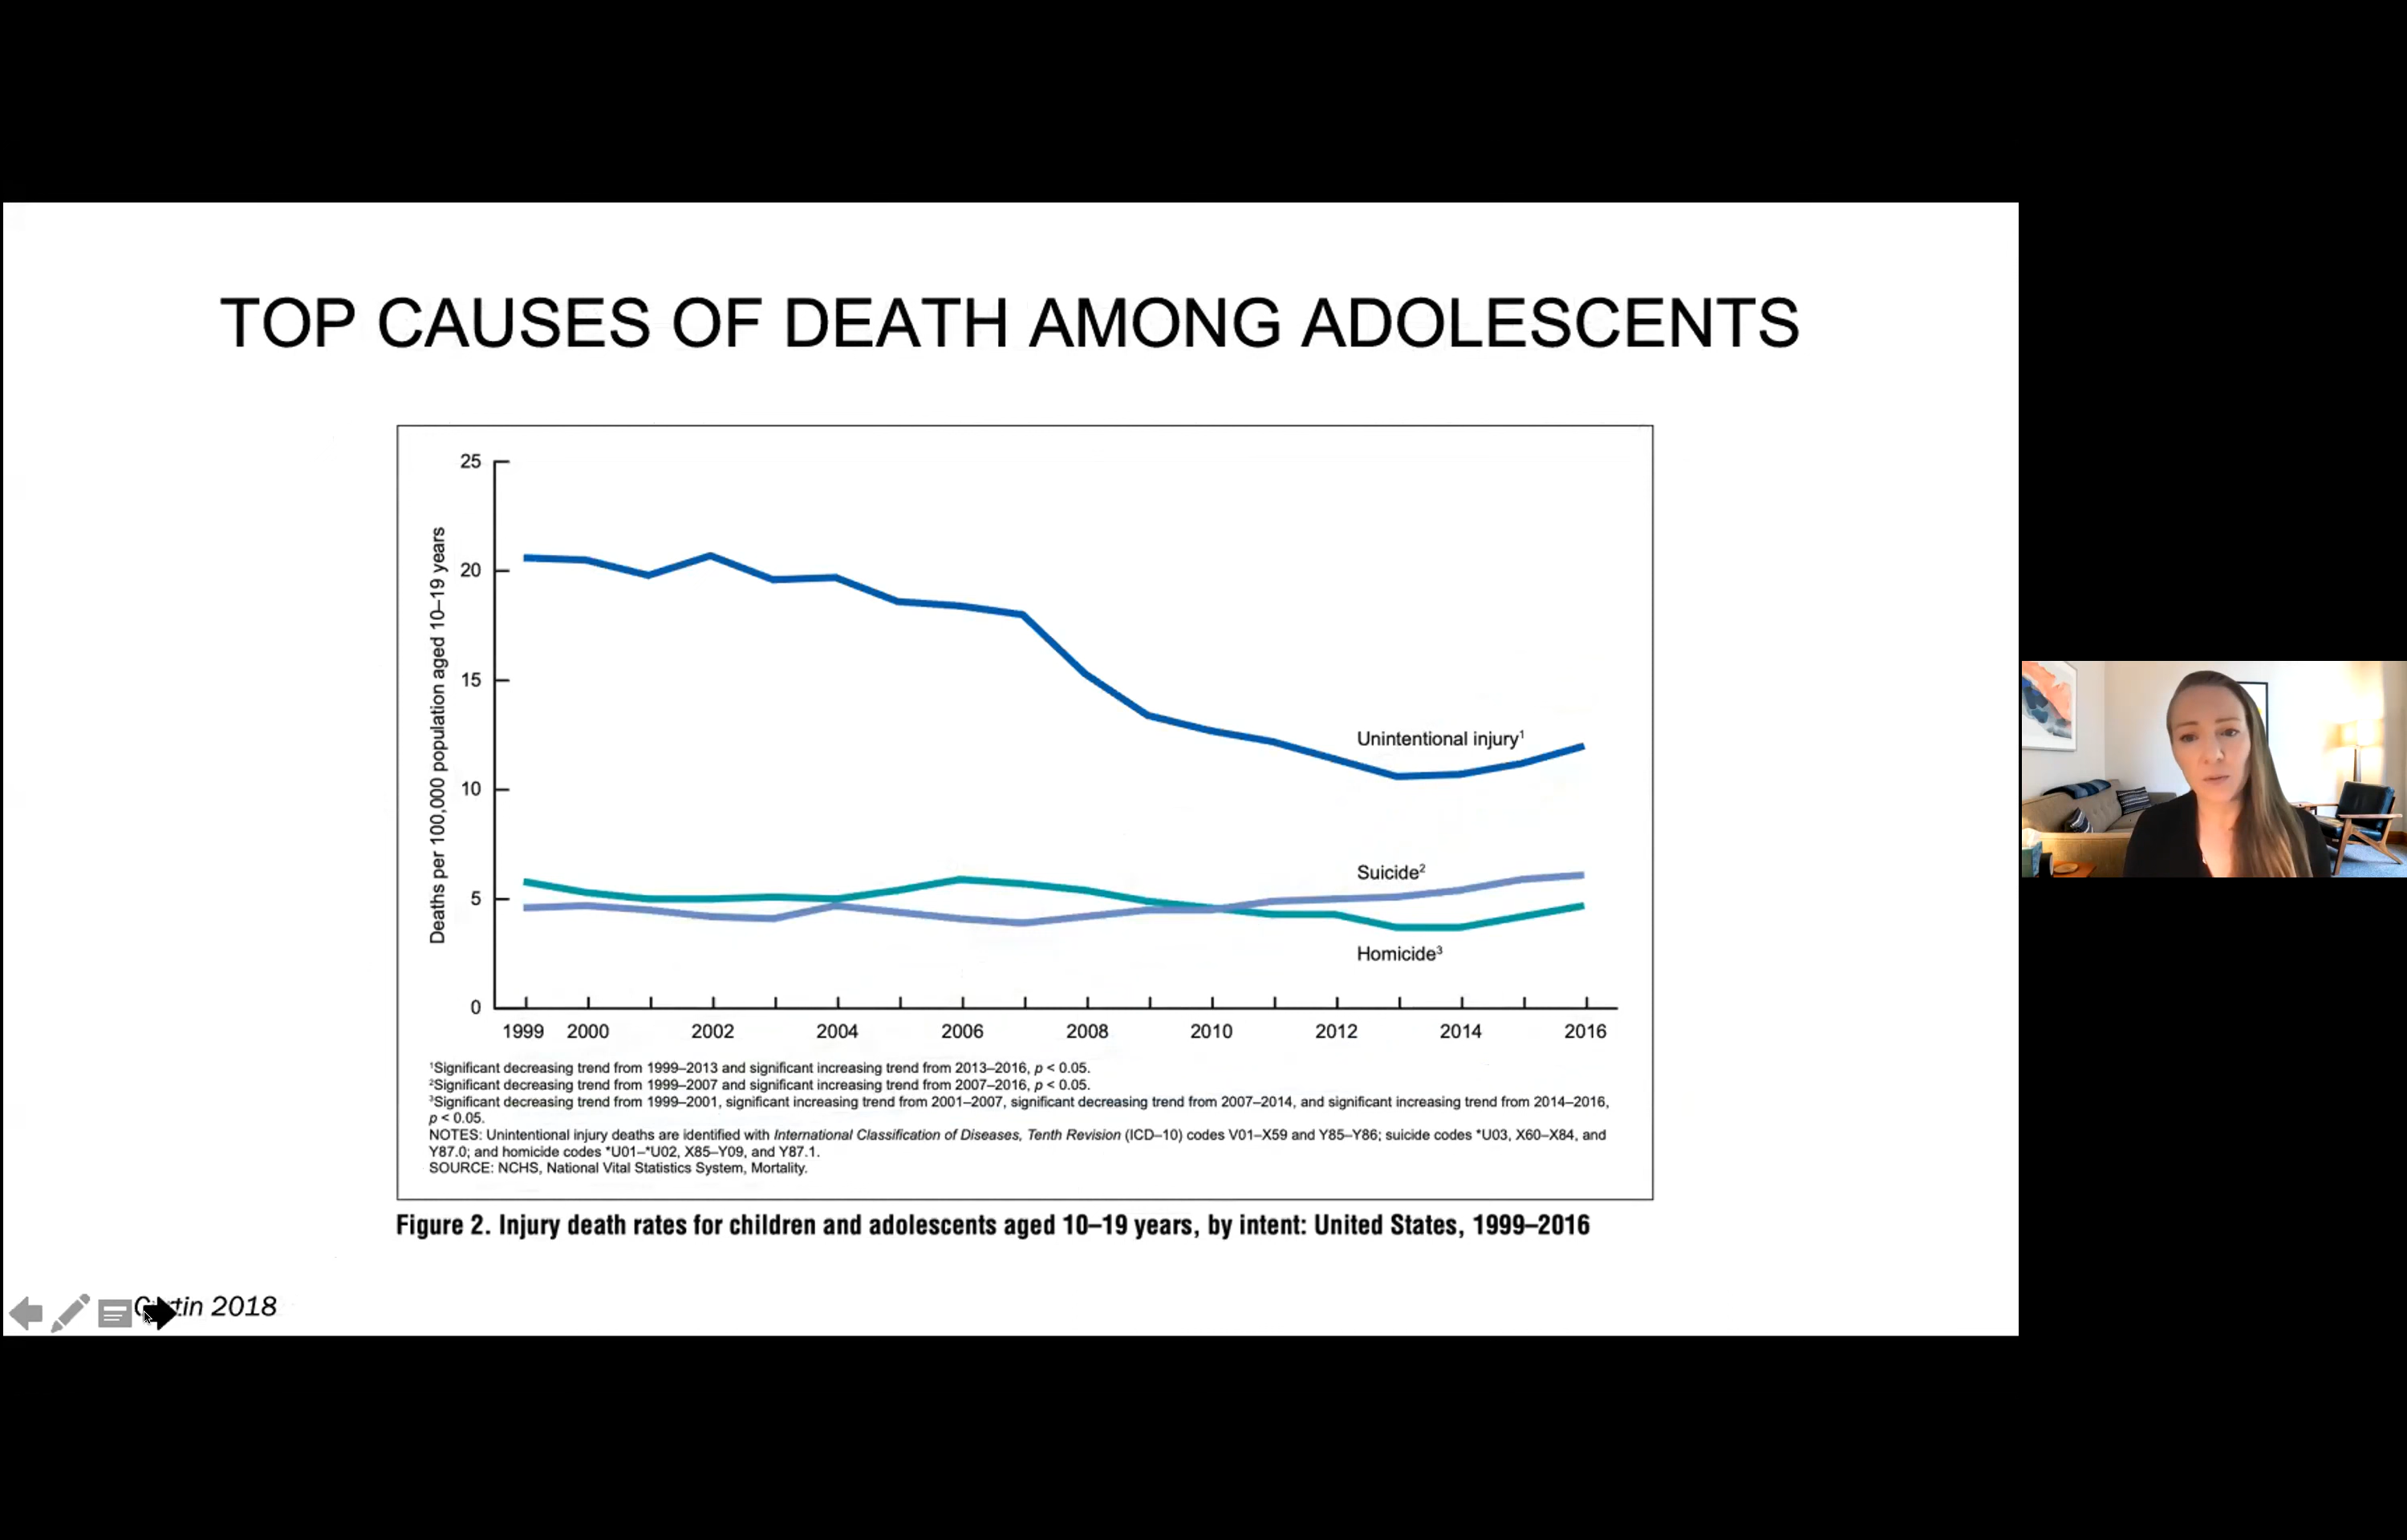 TOP CAUSES OF DEATH AMONG ADOLESCENTS
Deaths per 100,000 population aged 10–19 years
25
20
15
10
5
0
Unintentional injury¹
Suicide²
Homicide³
1999 2000 2002 2004 2006 2008 2010 2012 2014 2016
¹Significant decreasing trend from 1999–2013 and significant increasing trend from 2013–2016, p < 0.05.
²Significant decreasing trend from 1999–2007 and significant increasing trend from 2007–2016, p < 0.05.
³Significant decreasing trend from 1999–2001, significant increasing trend from 2001–2007, significant decreasing trend from 2007–2014, and significant increasing trend from 2014–2016,
p < 0.05.
NOTES: Unintentional injury deaths are identified with International Classification of Diseases, Tenth Revision (ICD–10) codes V01–X59 and Y85–Y86; suicide codes *U03, X60–X84, and
Y87.0; and homicide codes *U01–*U02, X85–Y09, and Y87.1.
SOURCE: NCHS, National Vital Statistics System, Mortality.
Figure 2. Injury death rates for children and adolescents aged 10–19 years, by intent: United States, 1999–2016
2018